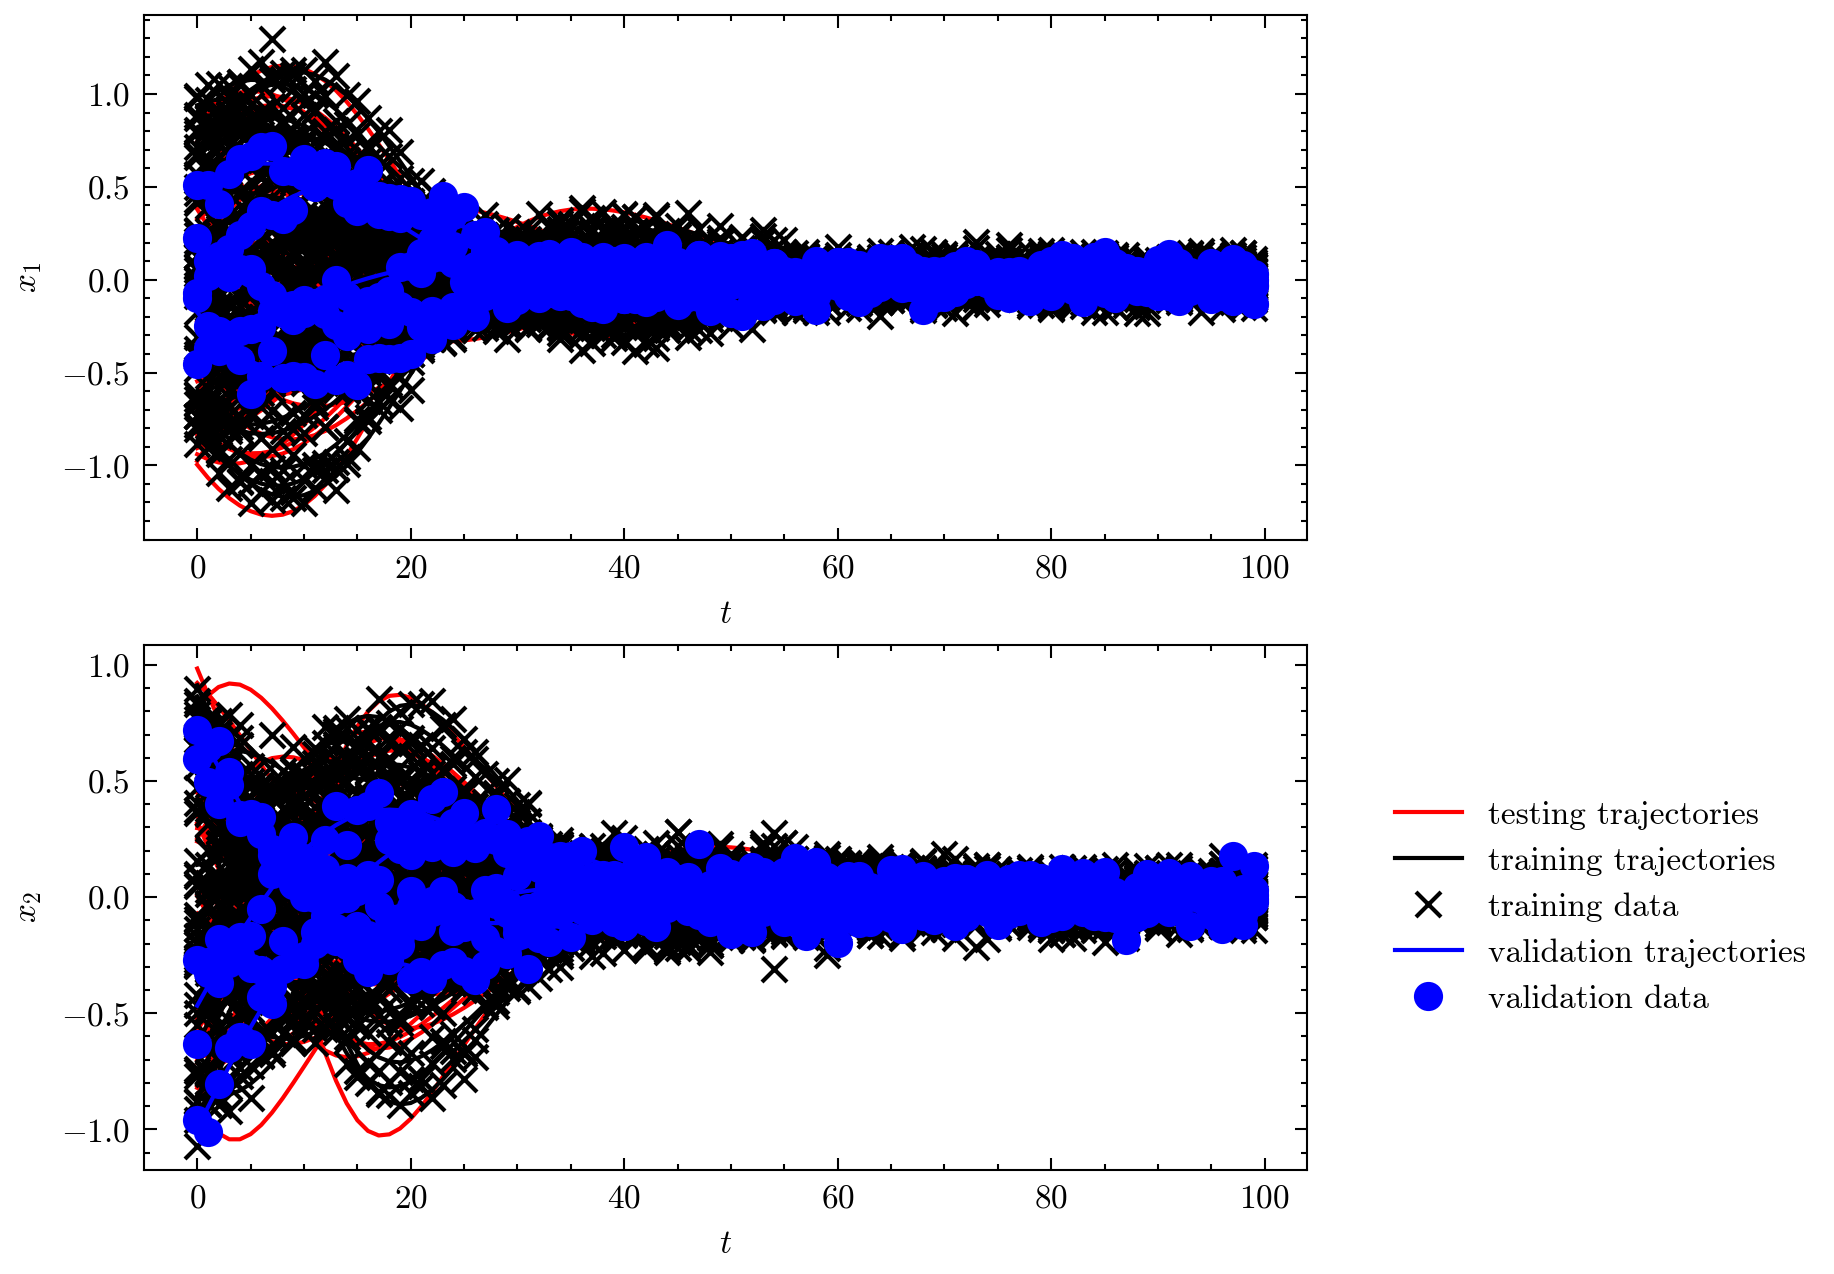 1.0
0.5
0.0
−0.5
−1.0
x₁
0 20 40 60 80 100
t
1.0
0.5
0.0
−0.5
−1.0
x₂
0 20 40 60 80 100
t
testing trajectories
training trajectories
training data
validation trajectories
validation data